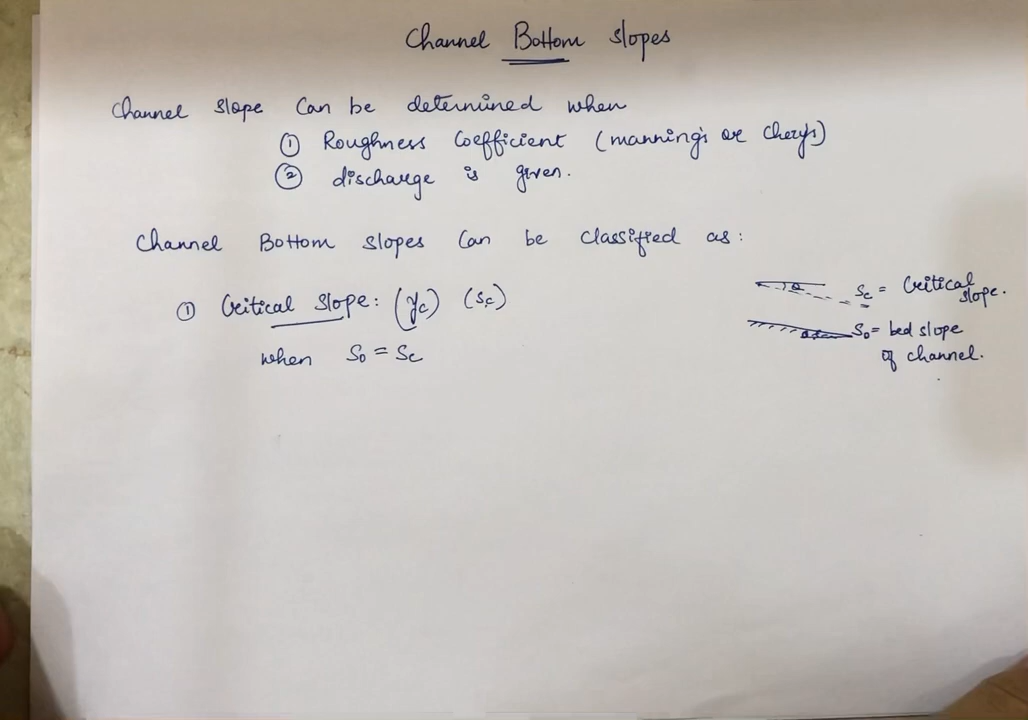 Channel Bottom Slopes
Channel slope can be determined when
① Roughness Coefficient (manning's or Chezy's)
② discharge is given.
Channel Bottom slopes can be classified as :
① Critical slope: (yc) (Sc)
when So = Sc
θ Sc = Critical slope.
So = bed slope of channel.